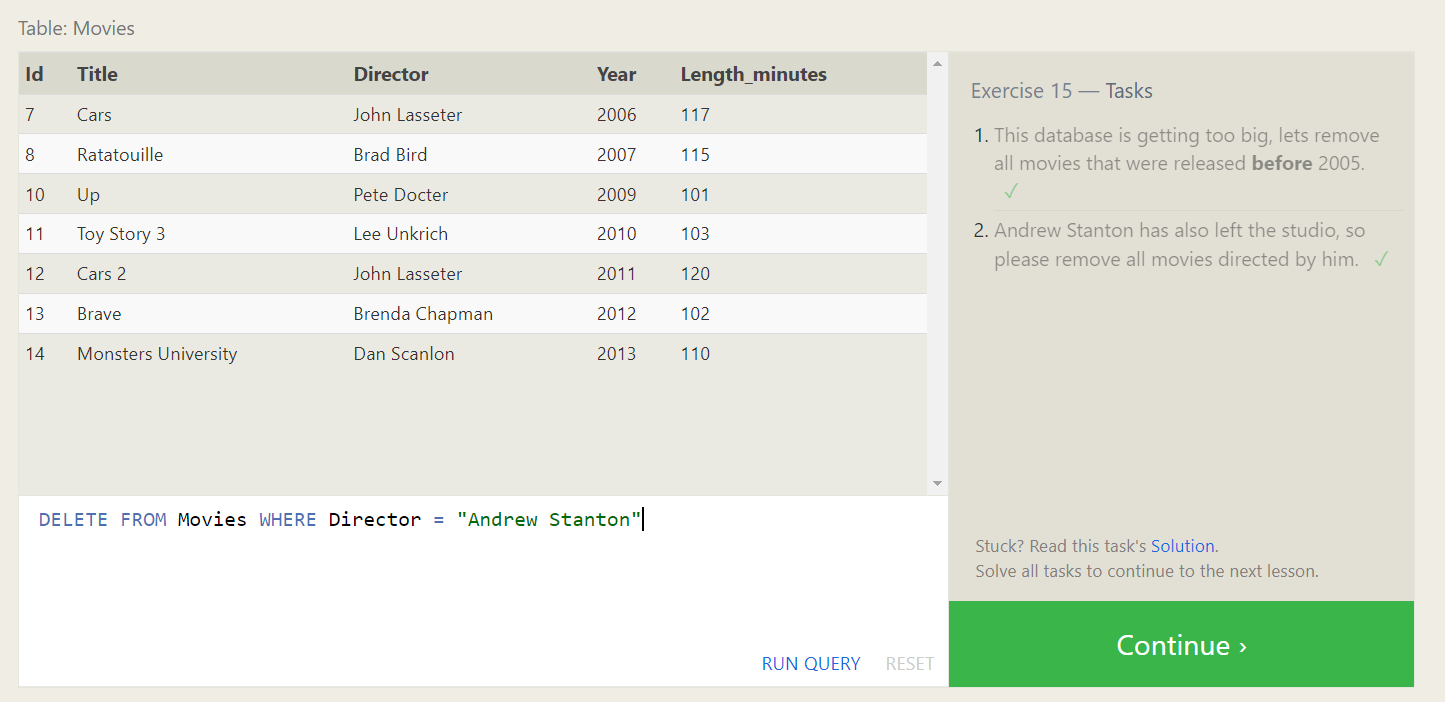 Table: Movies
Id Title Director Year Length_minutes
7 Cars John Lasseter 2006 117
8 Ratatouille Brad Bird 2007 115
10 Up Pete Docter 2009 101
11 Toy Story 3 Lee Unkrich 2010 103
12 Cars 2 John Lasseter 2011 120
13 Brave Brenda Chapman 2012 102
14 Monsters University Dan Scanlon 2013 110
DELETE FROM Movies WHERE Director = "Andrew Stanton"
RUN QUERY RESET
Exercise 15 — Tasks
1. This database is getting too big, lets remove
all movies that were released before 2005.
✓
2. Andrew Stanton has also left the studio, so
please remove all movies directed by him. ✓
Stuck? Read this task's Solution.
Solve all tasks to continue to the next lesson.
Continue ›